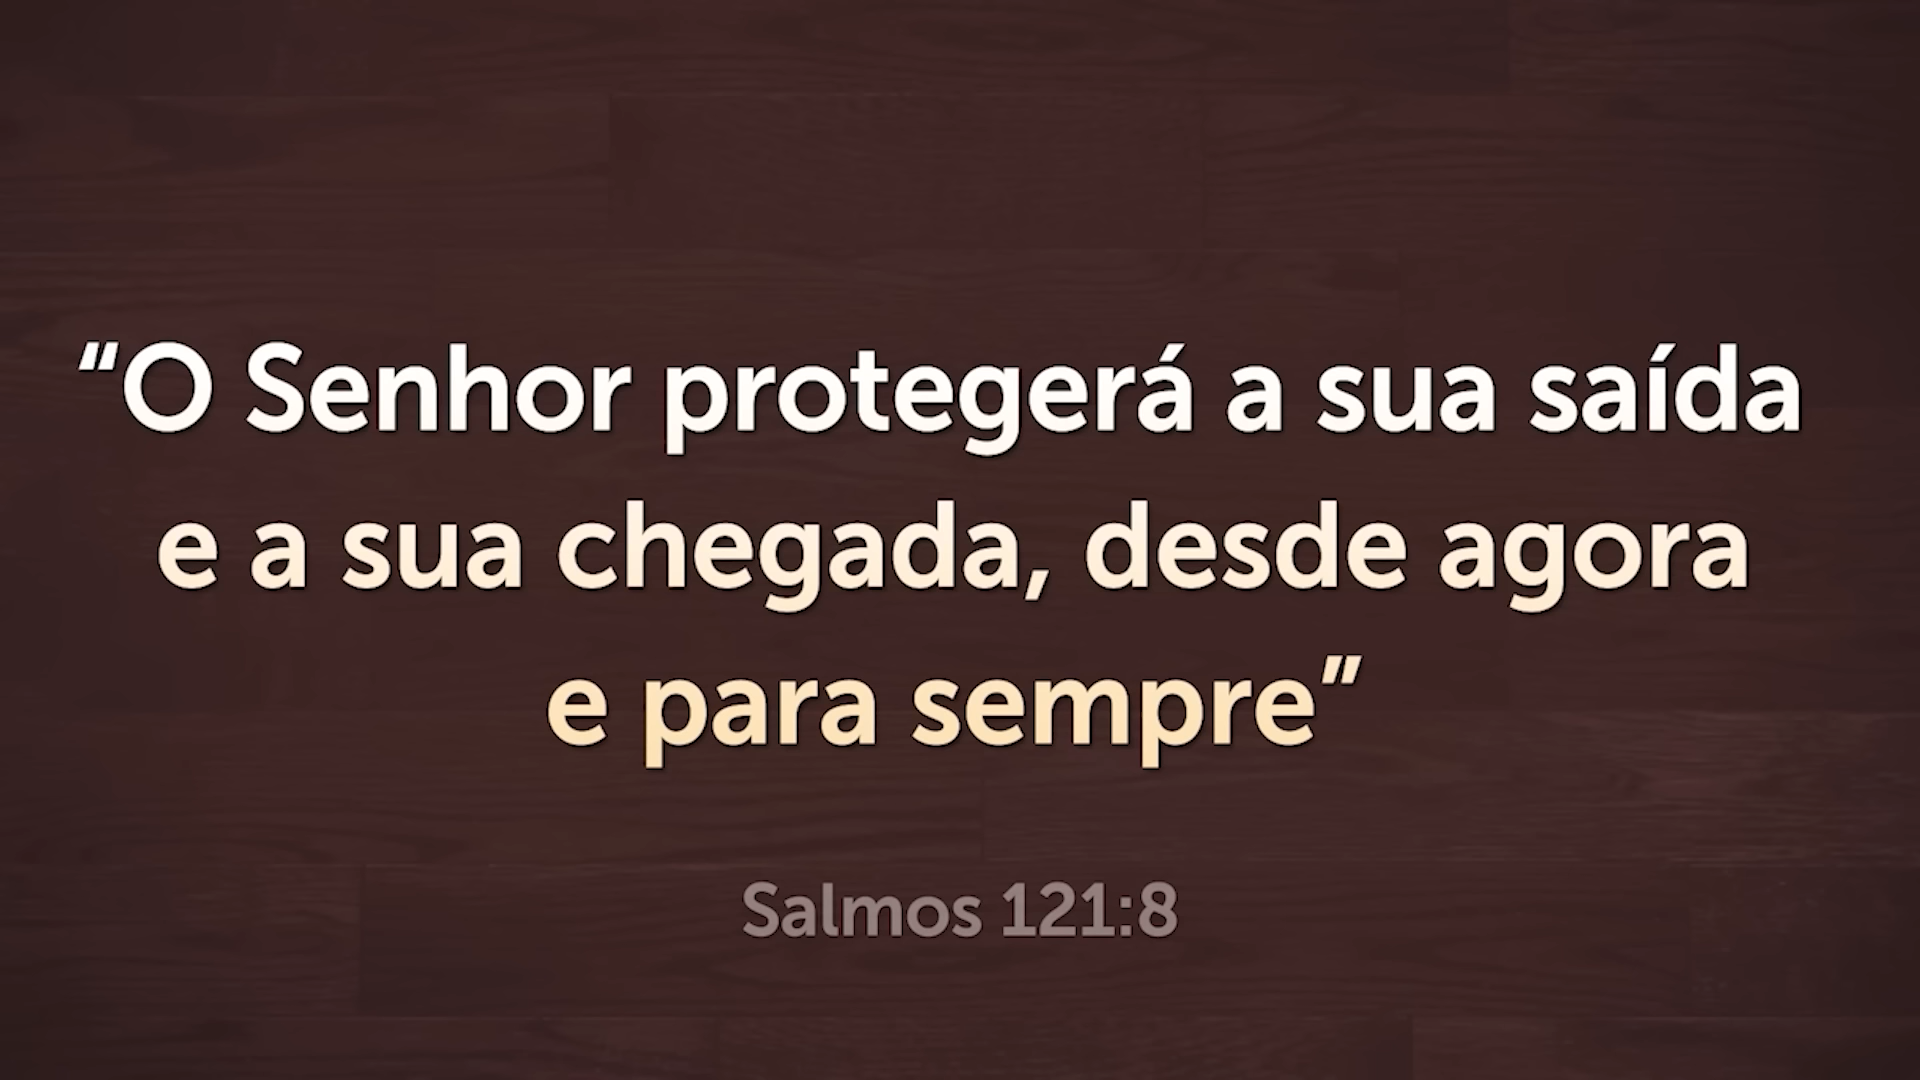 “O Senhor protegerá a sua saída
e a sua chegada, desde agora
e para sempre”
Salmos 121:8